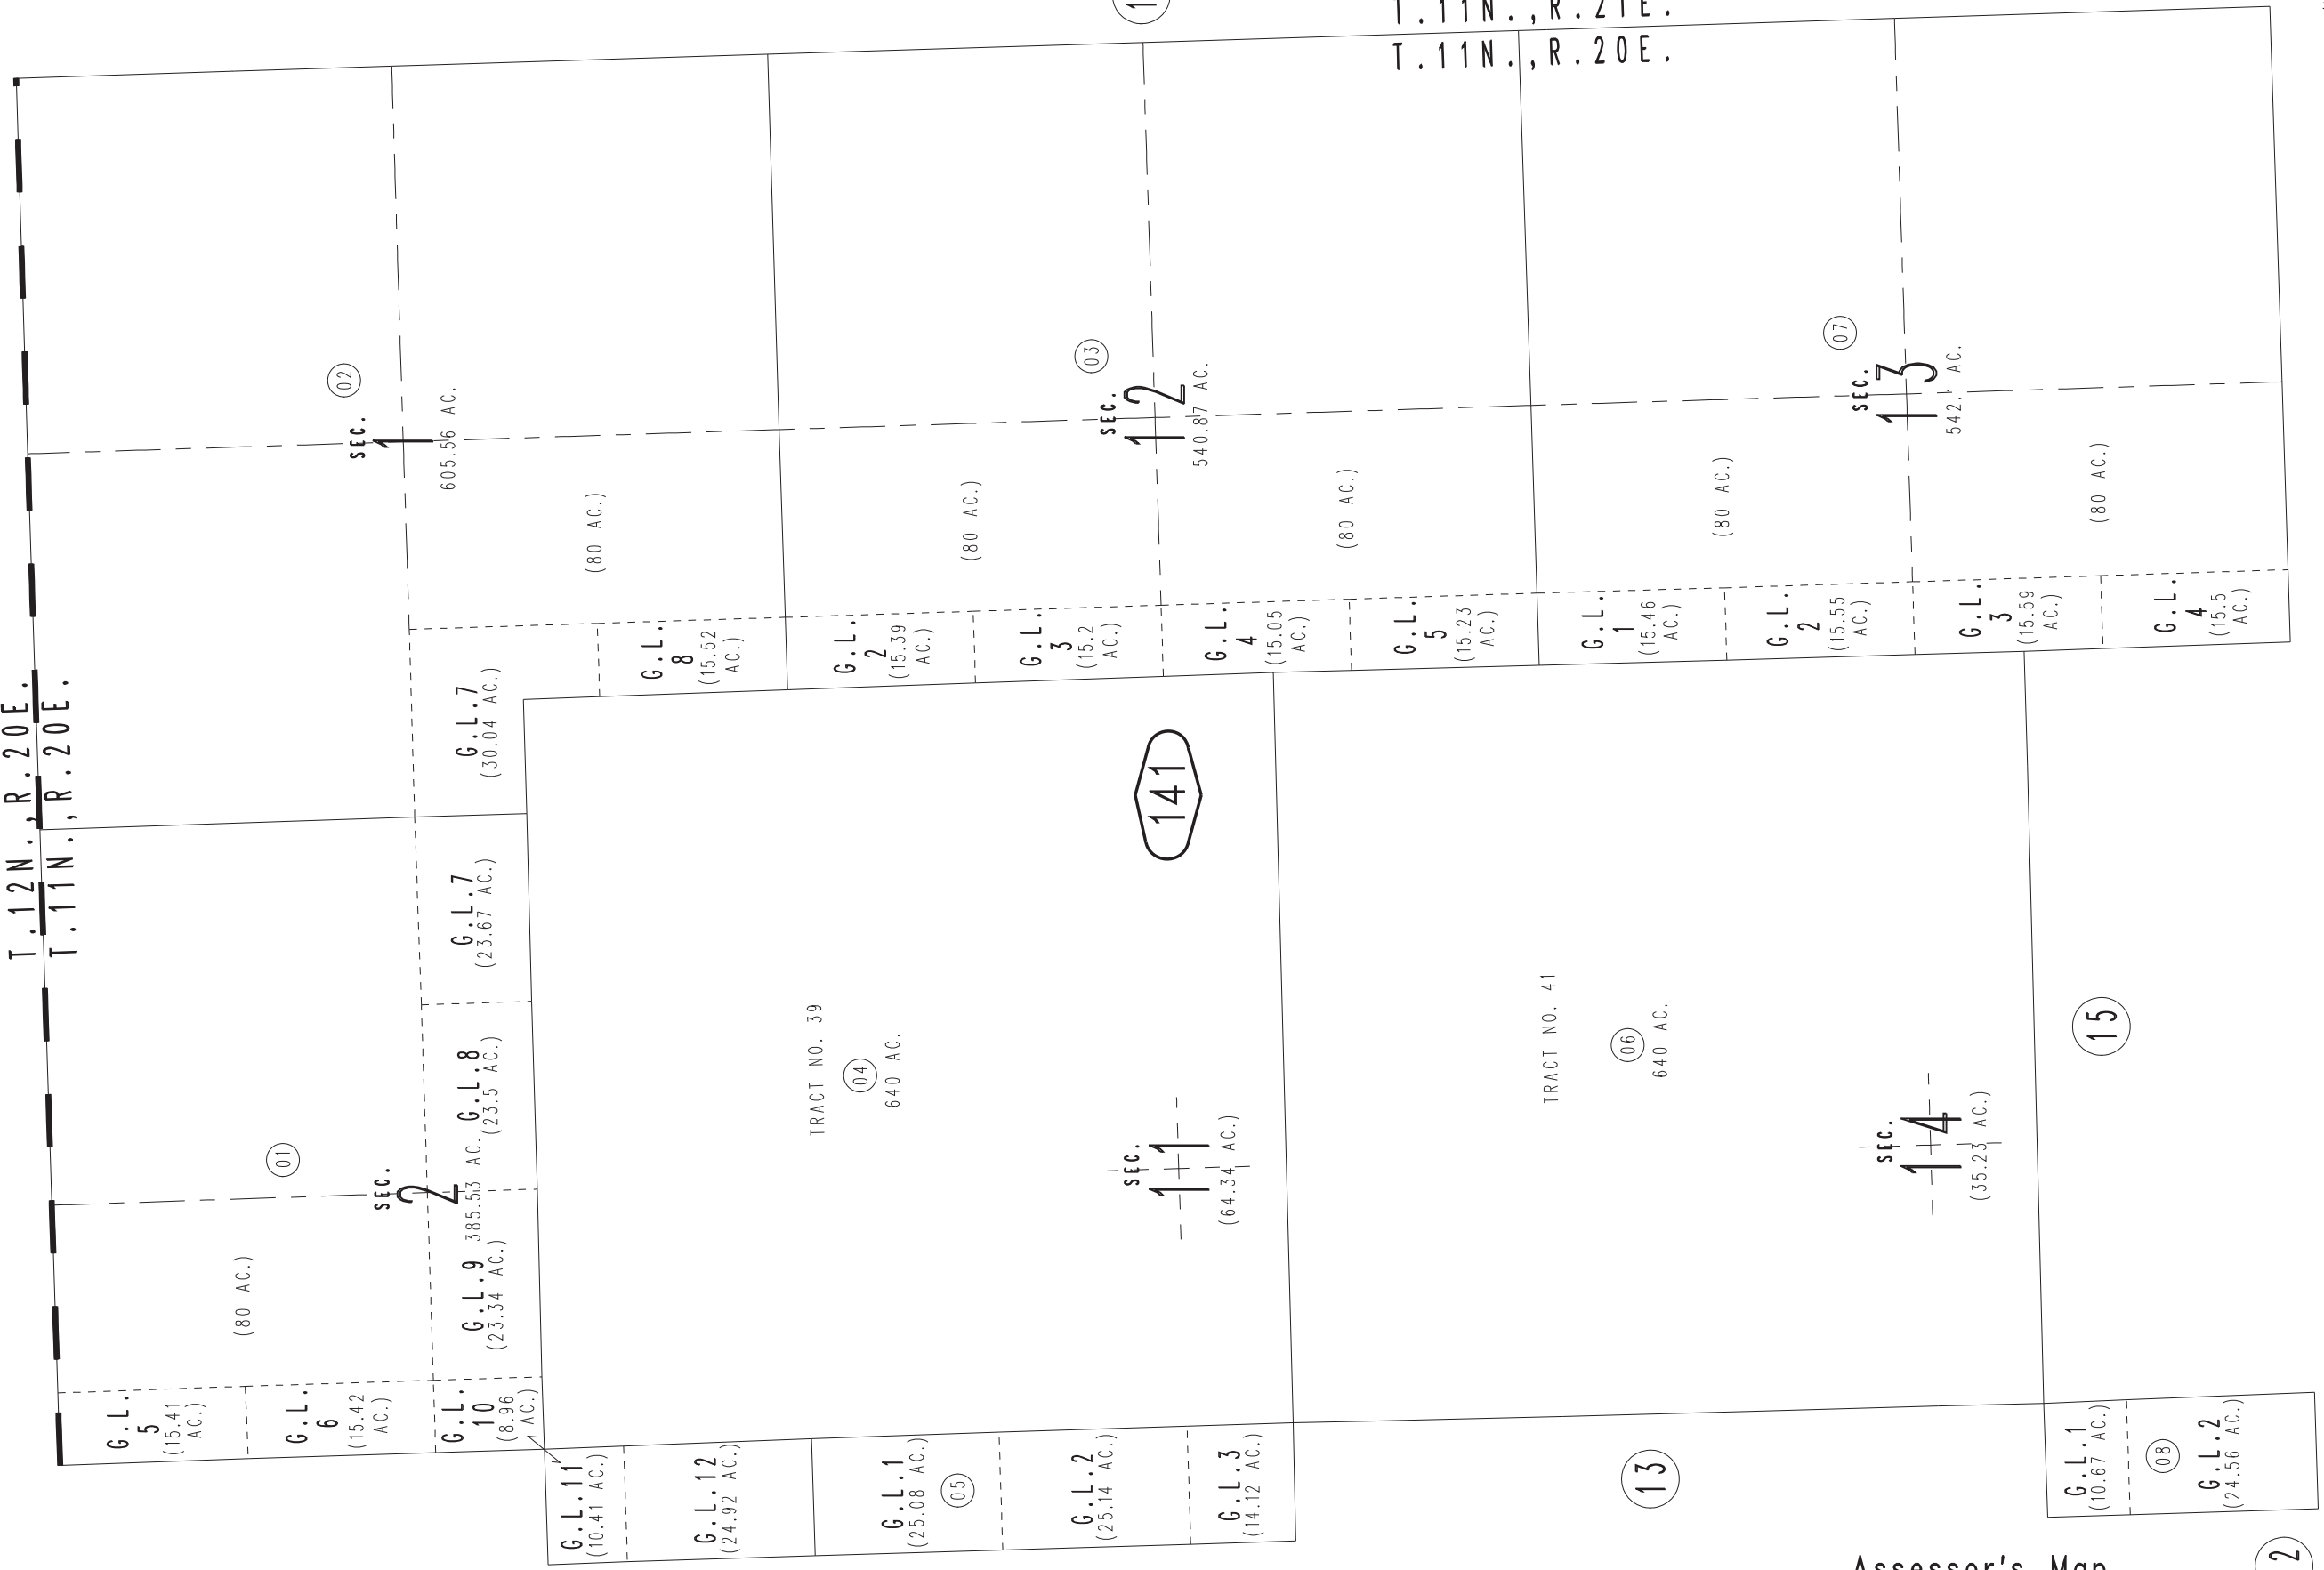 T.12N.,R.20E.
T.11N.,R.20E.
T.11N.,R.21E.
T.11N.,R.20E.
02
SEC.
1
605.56 AC.
(80 AC.)
G.L.7
(30.04 AC.)
G.L.
8
(15.52
AC.)
03
SEC.
12
540.87 AC.
(80 AC.)
(80 AC.)
G.L.
2
(15.39
AC.)
G.L.
3
(15.2
AC.)
G.L.
4
(15.05
AC.)
G.L.
5
(15.23
AC.)
07
SEC.
13
542.1 AC.
(80 AC.)
(80 AC.)
G.L.
1
(15.46
AC.)
G.L.
2
(15.55
AC.)
G.L.
3
(15.59
AC.)
G.L.
4
(15.5
AC.)
01
SEC.
2
385.53 AC.
(80 AC.)
G.L.7
(23.67 AC.)
G.L.8
(23.5 AC.)
G.L.9
(23.34 AC.)
G.L.
5
(15.41
AC.)
G.L.
6
(15.42
AC.)
G.L.
10
(8.96
AC.)
141
TRACT NO. 39
04
640 AC.
SEC.
11
(64.34 AC.)
TRACT NO. 41
06
640 AC.
SEC.
14
(35.23 AC.)
15
G.L.11
(10.41 AC.)
G.L.12
(24.92 AC.)
G.L.1
(25.08 AC.)
05
G.L.2
(25.14 AC.)
G.L.3
(14.12 AC.)
13
G.L.1
(10.67 AC.)
08
G.L.2
(24.56 AC.)
Assessor's Map
2